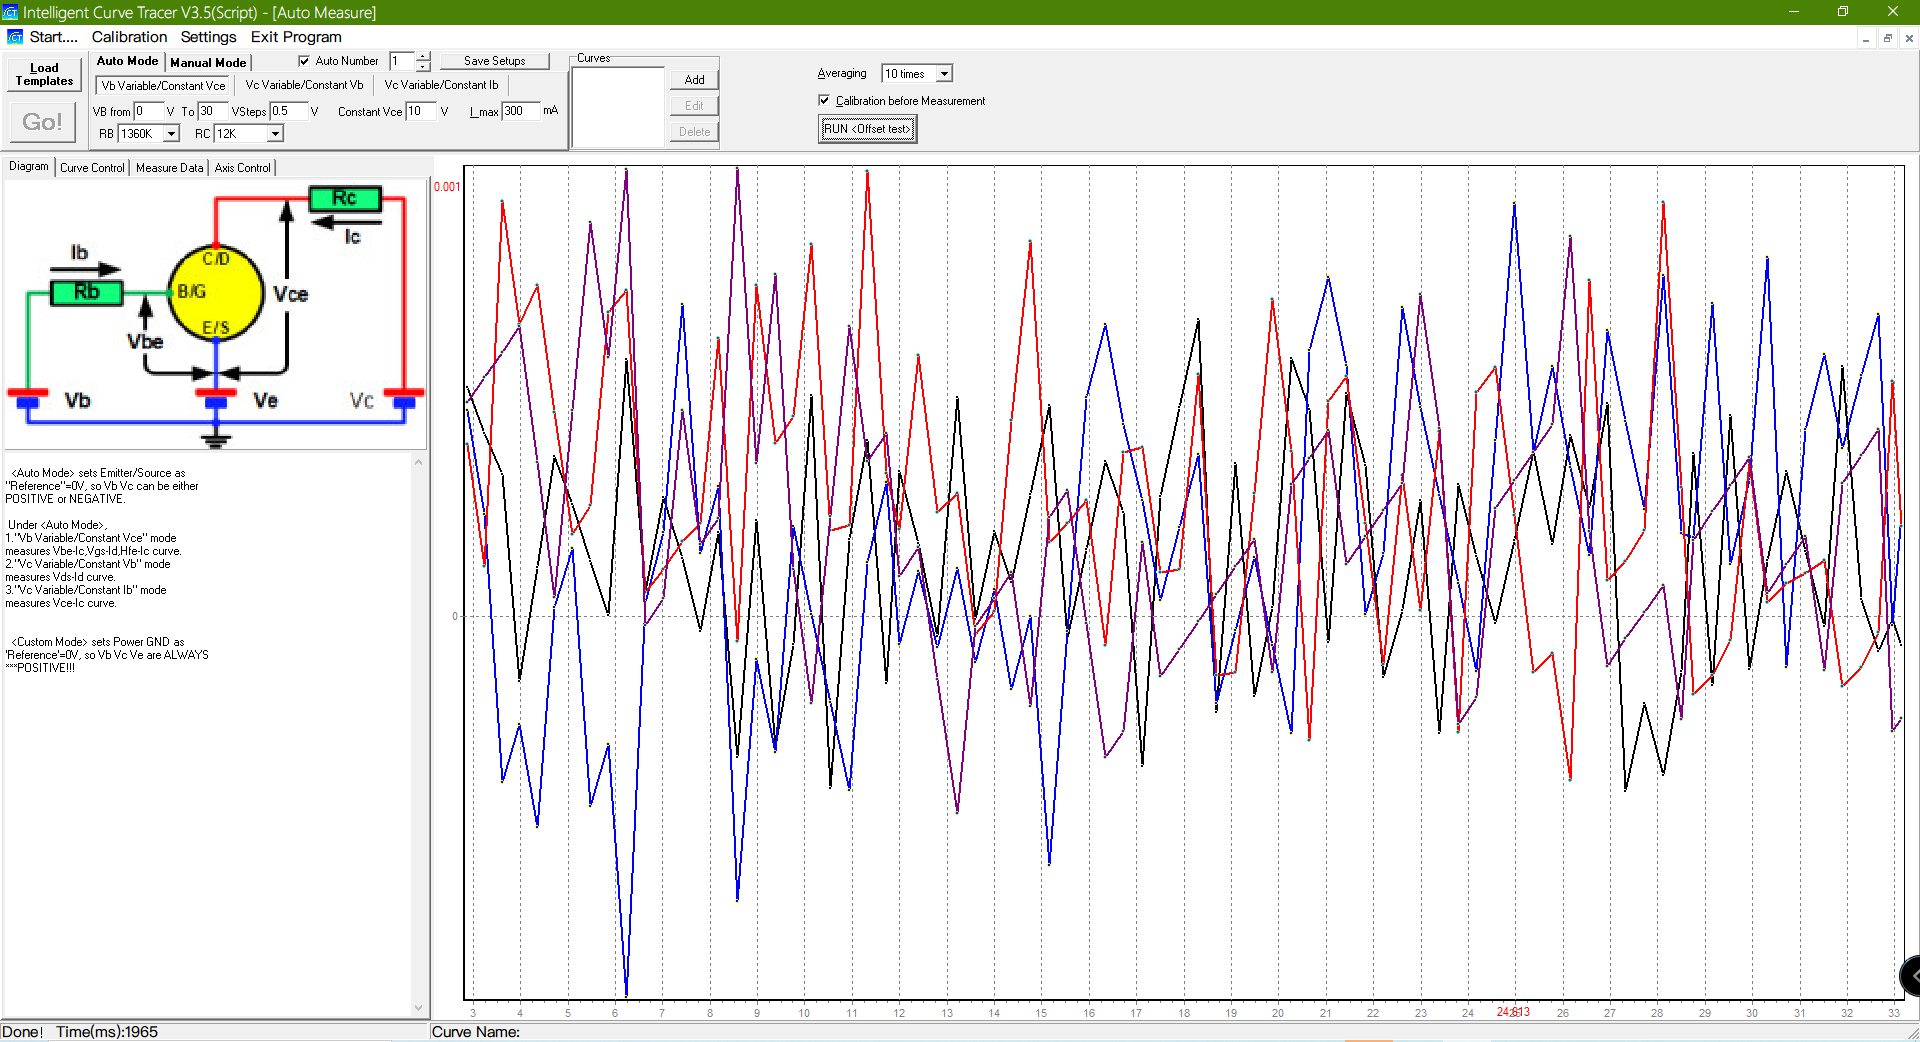 Intelligent Curve Tracer V3.5(Script) - [Auto Measure]
Start.... Calibration Settings Exit Program
Load Templates
Go!
Auto Mode Manual Mode
Auto Number 1 Save Setups
Vb Variable/Constant Vce Vc Variable/Constant Vb Vc Variable/Constant Ib
VB from 0 V To 30 VSteps 0.5 V Constant Vce 10 V I_max 300 mA
RB 1360K RC 12K
Curves
Add
Edit
Delete
Averaging 10 times
Calibration before Measurement
RUN <Offset test>
Diagram Curve Control Measure Data Axis Control
Rc
Ic
Ib
C/D
Rb
B/G
Vce
E/S
Vbe
Vb Ve Vc
<Auto Mode> sets Emitter/Source as
"Reference"=0V, so Vb Vc can be either
POSITIVE or NEGATIVE.
Under <Auto Mode>,
1."Vb Variable/Constant Vce" mode
measures Vbe-Ic,Vgs-Id,Hfe-Ic curve.
2."Vc Variable/Constant Vb" mode
measures Vds-Id curve.
3."Vc Variable/Constant Ib" mode
measures Vce-Ic curve.
<Custom Mode> sets Power GND as
'Reference'=0V, so Vb Vc Ve are ALWAYS
***POSITIVE!!!
0.001
0
3 4 5 6 7 8 9 10 11 12 13 14 15 16 17 18 19 20 21 22 23 24 24.613 26 27 28 29 30 31 32 33
Done! Time(ms):1965 Curve Name: